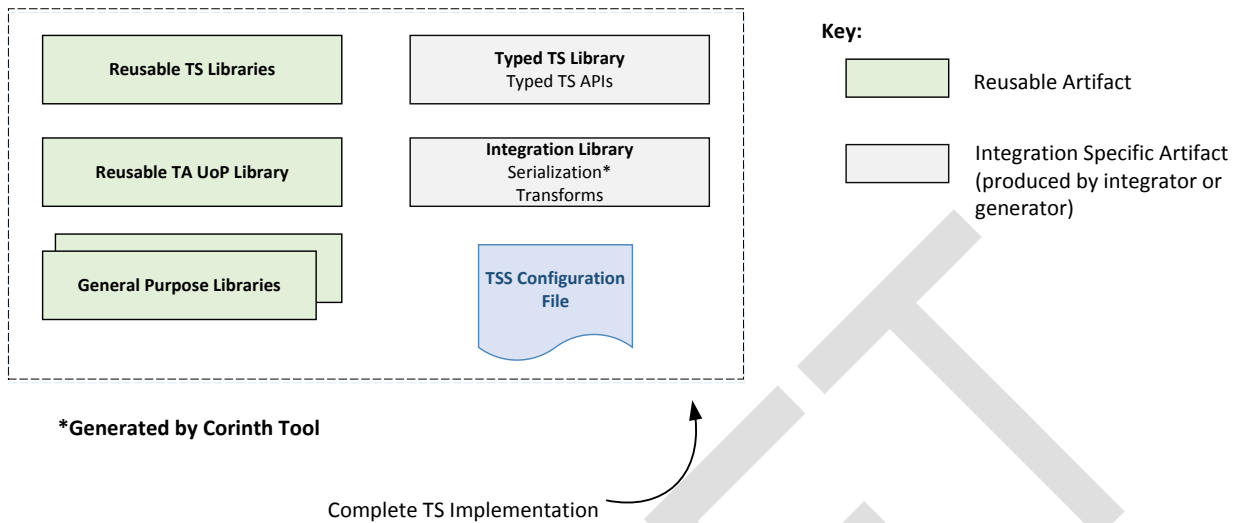 Reusable TS Libraries
Typed TS Library
Typed TS APIs
Reusable TA UoP Library
Integration Library
Serialization*
Transforms
General Purpose Libraries
TSS Configuration
File
Key:
Reusable Artifact
Integration Specific Artifact
(produced by integrator or
generator)
*Generated by Corinth Tool
Complete TS Implementation